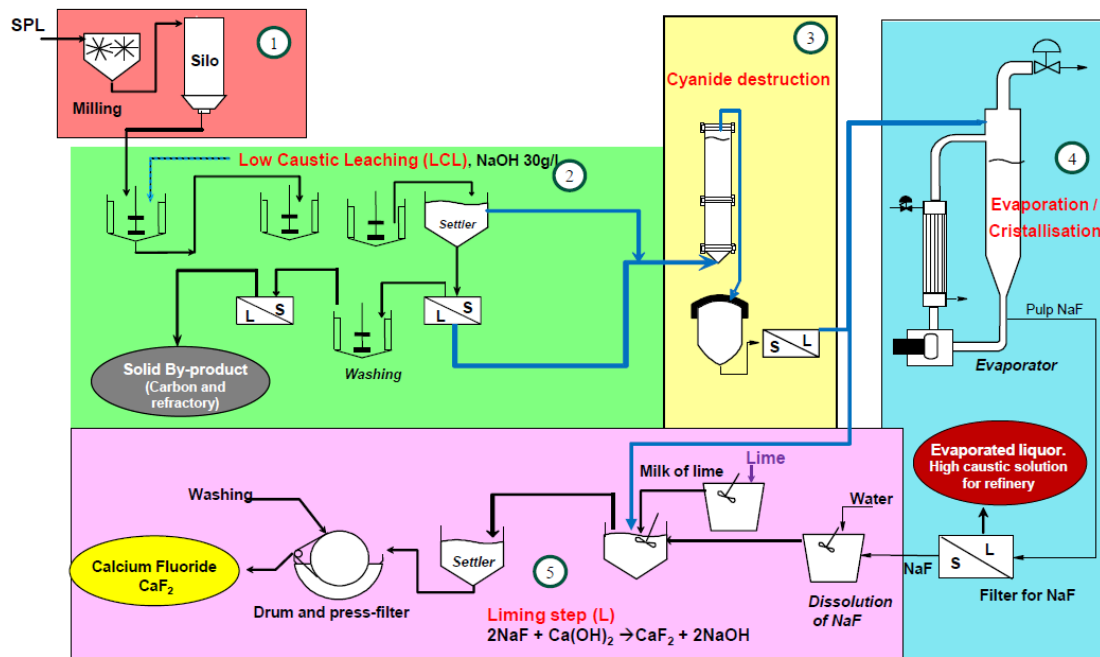 SPL
Milling
Silo
1
Low Caustic Leaching (LCL), NaOH 30g/l
2
Settler
L
S
Washing
L
S
Solid By-product
(Carbon and
refractory)
3
Cyanide destruction
S
L
4
Evaporation /
Cristallisation
Pulp NaF
Evaporator
Evaporated liquor.
High caustic solution
for refinery
S
L
Filter for NaF
NaF
Water
Dissolution
of NaF
Lime
Milk of lime
Washing
Settler
5
Calcium Fluoride
CaF₂
Drum and press-filter
Liming step (L)
2NaF + Ca(OH)₂ →CaF₂ + 2NaOH